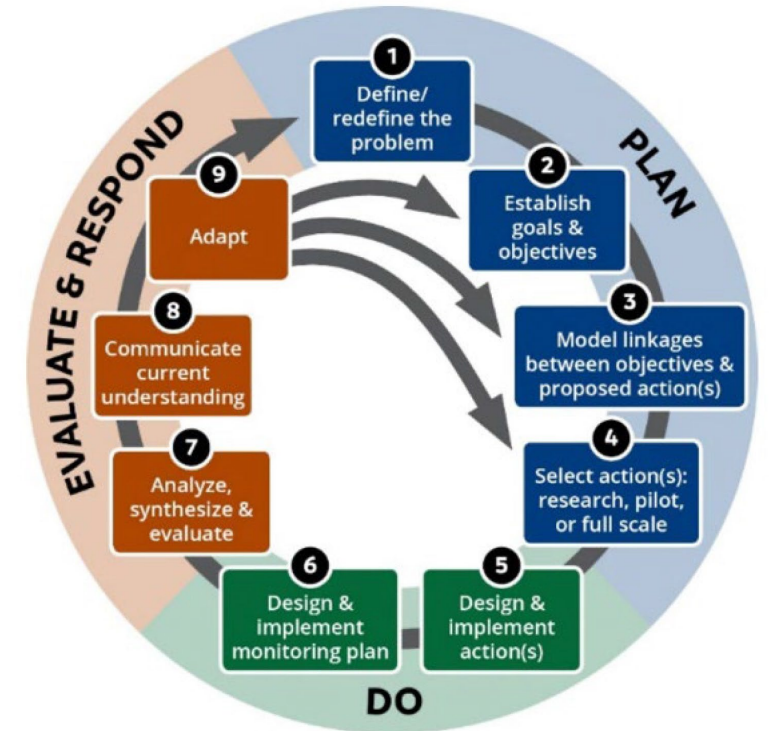 1
Define/
redefine the
problem
PLAN
2
Establish
goals &
objectives
3
Model linkages
between objectives &
proposed action(s)
4
Select action(s):
research, pilot,
or full scale
5
Design &
implement
action(s)
DO
6
Design &
implement
monitoring plan
7
Analyze,
synthesize &
evaluate
EVALUATE & RESPOND
8
Communicate
current
understanding
9
Adapt